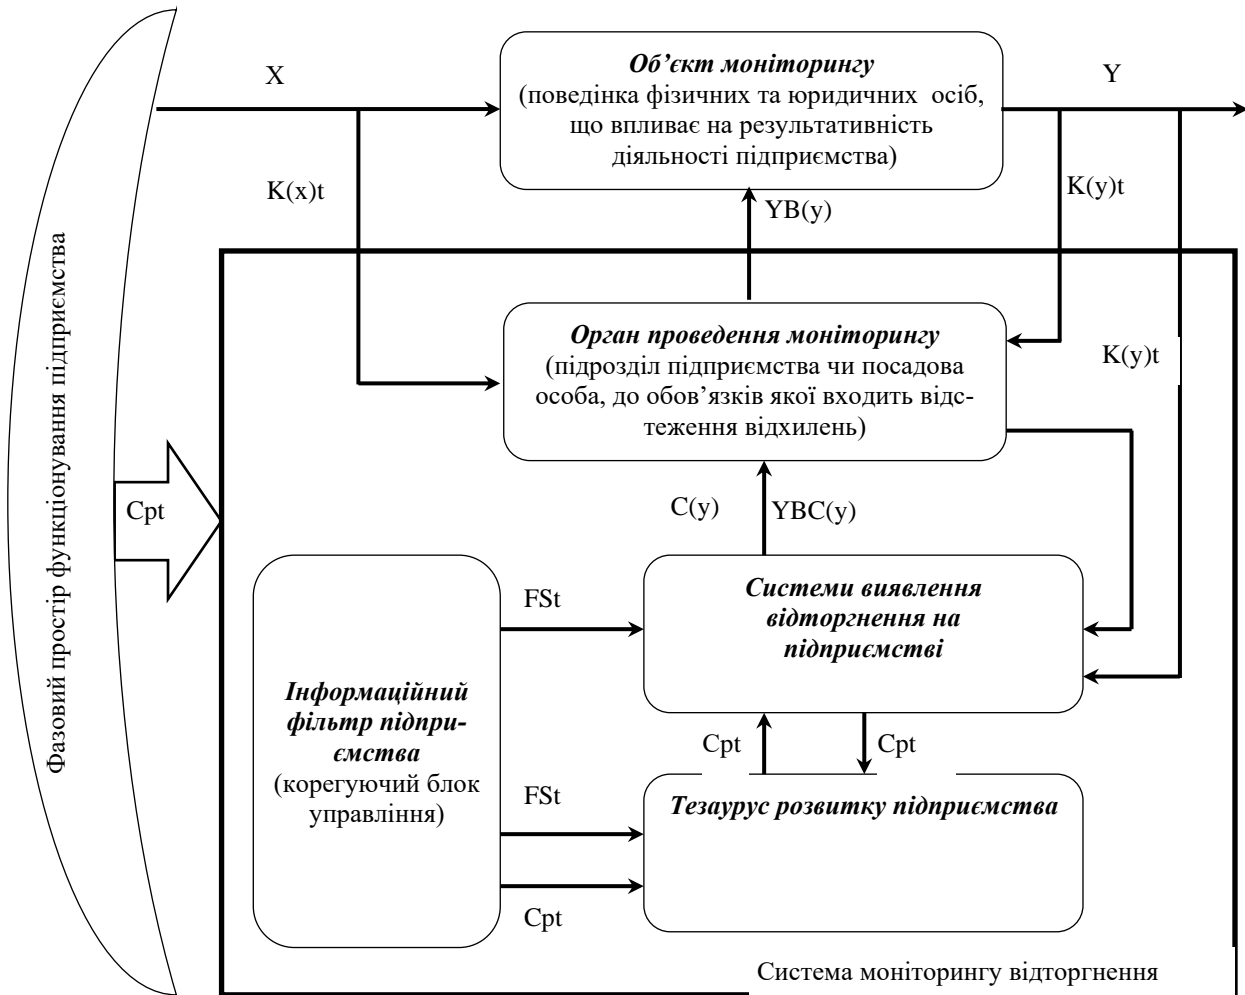 X
Об’єкт моніторингу
(поведінка фізичних та юридичних осіб,
що впливає на результативність
діяльності підприємства)
Y
K(x)t
YB(y)
K(y)t
Фазовий простір функціонування підприємства
Орган проведення моніторингу
(підрозділ підприємства чи посадова
особа, до обов’язків якої входить відс-
теження відхилень)
K(y)t
Cpt
C(y)
YBC(y)
FSt
Системи виявлення
відторгнення на
підприємстві
Інформаційний
фільтр підпри-
ємства
(корегуючий блок
управління)
Cpt
Cpt
FSt
Тезаурус розвитку підприємства
Cpt
Система моніторингу відторгнення